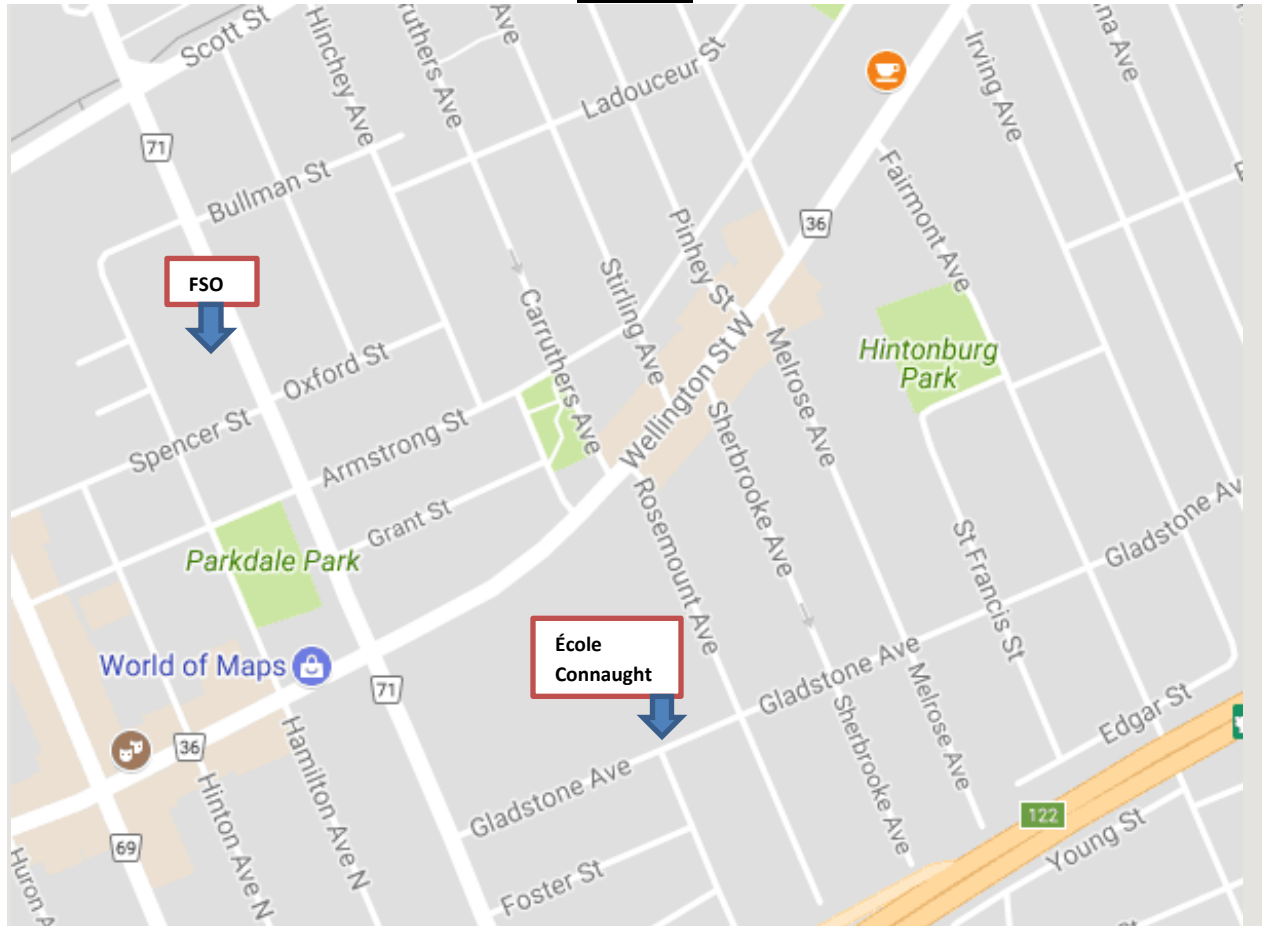 Scott St
Hinchey Ave
ruthers Ave
Ave
Ladouceur St
Irving Ave
na Ave
71
Bullman St
Fairmont Ave
36
Pinhey St
FSO
Stirling Ave
Carruthers Ave
Oxford St
Hintonburg
Park
Melrose Ave
Wellington St W
Spencer St
Armstrong St
Sherbrooke Ave
Rosemount Ave
Grant St
Gladstone Av
St Francis St
Parkdale Park
World of Maps
École
Connaught
71
Gladstone Ave
Melrose Ave
Sherbrooke Ave
Edgar St
36
Hamilton Ave N
Hinton Ave N
Gladstone Ave
122
Young St
69
Huron A
Foster St
St